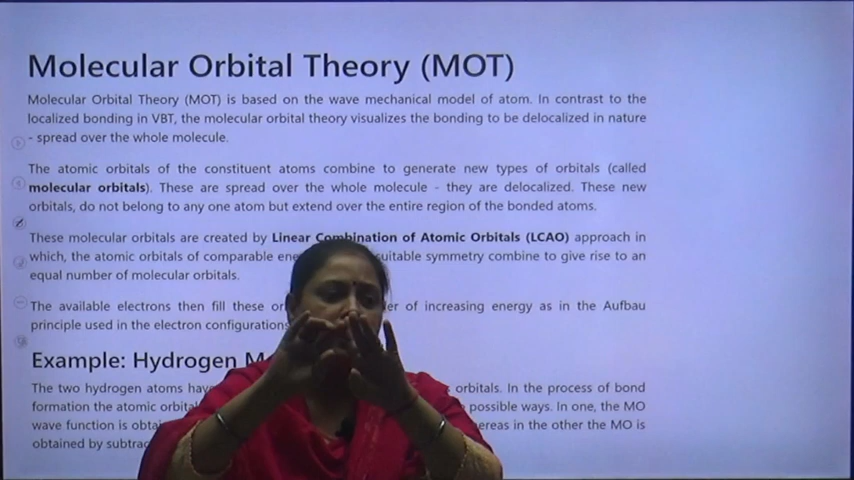 Molecular Orbital Theory (MOT)
Molecular Orbital Theory (MOT) is based on the wave mechanical model of atom. In contrast to the
localized bonding in VBT, the molecular orbital theory visualizes the bonding to be delocalized in nature
- spread over the whole molecule.
The atomic orbitals of the constituent atoms combine to generate new types of orbitals (called
molecular orbitals). These are spread over the whole molecule - they are delocalized. These new
orbitals, do not belong to any one atom but extend over the entire region of the bonded atoms.
These molecular orbitals are created by Linear Combination of Atomic Orbitals (LCAO) approach in
which, the atomic orbitals of comparable suitable symmetry combine to give rise to an
equal number of molecular orbitals.
The available electrons then fill these of increasing energy as in the Aufbau
principle used in the electron configurations
Example: Hydrogen
The two hydrogen atoms orbitals. In the process of bond
formation the atomic possible ways. In one, the MO
wave function is in the other the MO is
obtained by